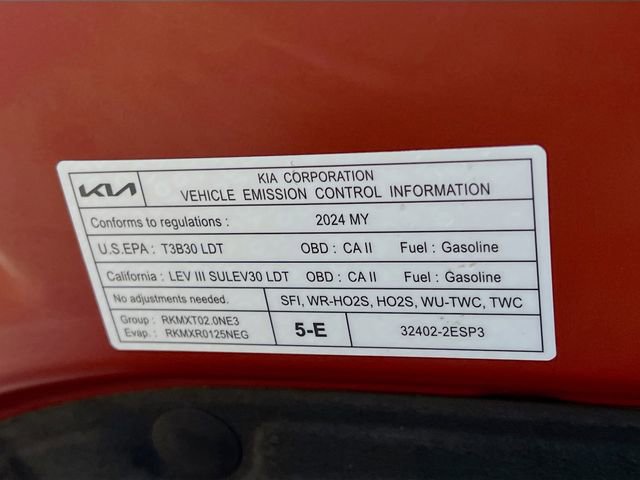 KIA
KIA CORPORATION
VEHICLE EMISSION CONTROL INFORMATION
Conforms to regulations : 2024 MY
U.S.EPA : T3B30 LDT OBD : CA II Fuel : Gasoline
California : LEV III SULEV30 LDT OBD : CA II Fuel : Gasoline
No adjustments needed. SFI, WR-HO2S, HO2S, WU-TWC, TWC
Group : RKMXT02.0NE3
Evap. : RKMXR0125NEG
5-E 32402-2ESP3